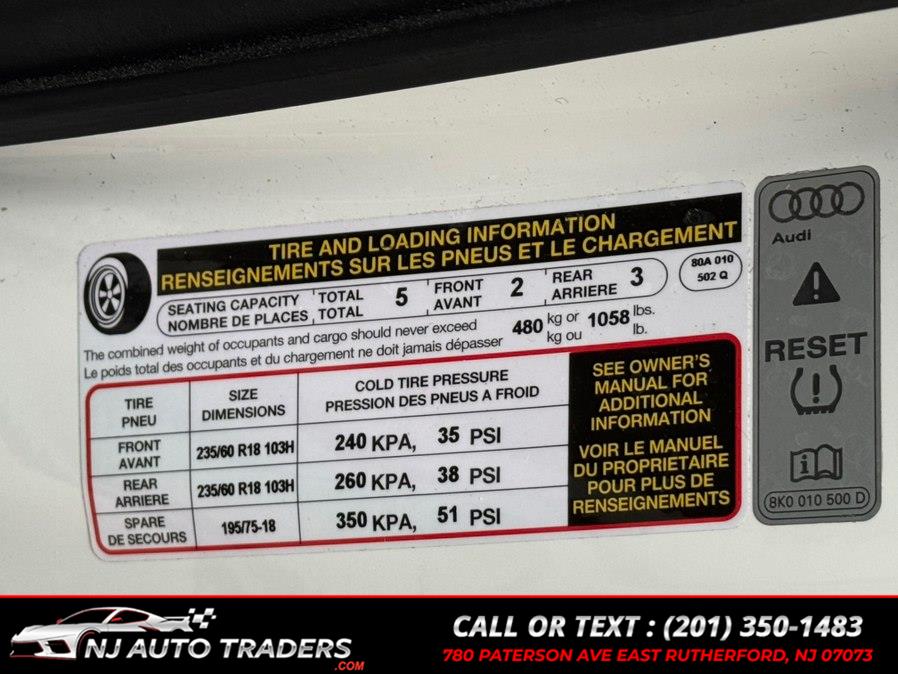 TIRE AND LOADING INFORMATION
RENSEIGNEMENTS SUR LES PNEUS ET LE CHARGEMENT
SEATING CAPACITY TOTAL 5 FRONT 2 REAR 3
NOMBRE DE PLACES TOTAL AVANT ARRIERE
80A 010
502 Q
The combined weight of occupants and cargo should never exceed 480 kg or 1058 lbs.
Le poids total des occupants et du chargement ne doit jamais dépasser kg ou lb.
TIRE SIZE COLD TIRE PRESSURE
PNEU DIMENSIONS PRESSION DES PNEUS A FROID
FRONT
AVANT
235/60 R18 103H 240 KPA, 35 PSI
REAR
ARRIERE
235/60 R18 103H 260 KPA, 38 PSI
SPARE
DE SECOURS
195/75-18 350 KPA, 51 PSI
SEE OWNER'S
MANUAL FOR
ADDITIONAL
INFORMATION
VOIR LE MANUEL
DU PROPRIETAIRE
POUR PLUS DE
RENSEIGNEMENTS
Audi
RESET
8K0 010 500 D
NJ AUTO TRADERS
.COM
CALL OR TEXT : (201) 350-1483
780 PATERSON AVE EAST RUTHERFORD, NJ 07073